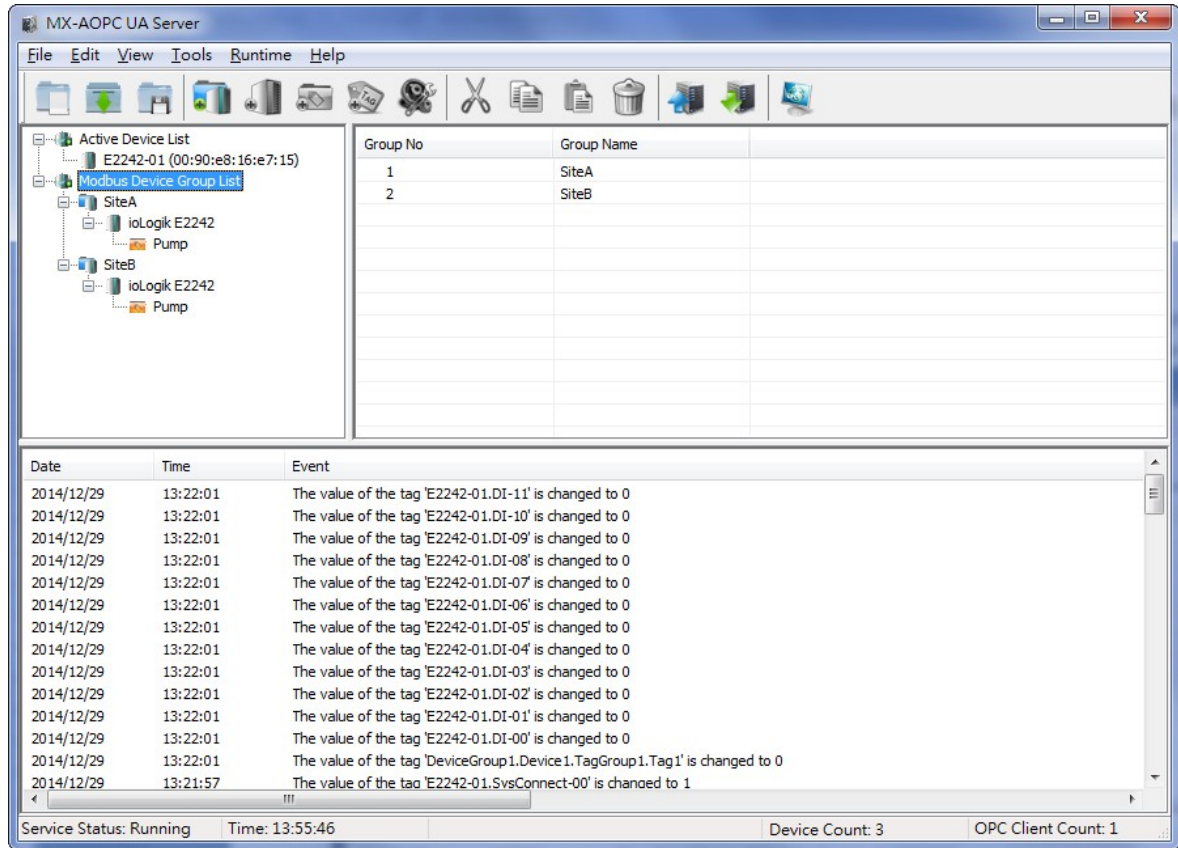 MX-AOPC UA Server
File Edit View Tools Runtime Help
TAG
Active Device List
E2242-01 (00:90:e8:16:e7:15)
Modbus Device Group List
SiteA
ioLogik E2242
Pump
SiteB
ioLogik E2242
Pump
Group No Group Name
1 SiteA
2 SiteB
Date Time Event
2014/12/29 13:22:01 The value of the tag 'E2242-01.DI-11' is changed to 0
2014/12/29 13:22:01 The value of the tag 'E2242-01.DI-10' is changed to 0
2014/12/29 13:22:01 The value of the tag 'E2242-01.DI-09' is changed to 0
2014/12/29 13:22:01 The value of the tag 'E2242-01.DI-08' is changed to 0
2014/12/29 13:22:01 The value of the tag 'E2242-01.DI-07' is changed to 0
2014/12/29 13:22:01 The value of the tag 'E2242-01.DI-06' is changed to 0
2014/12/29 13:22:01 The value of the tag 'E2242-01.DI-05' is changed to 0
2014/12/29 13:22:01 The value of the tag 'E2242-01.DI-04' is changed to 0
2014/12/29 13:22:01 The value of the tag 'E2242-01.DI-03' is changed to 0
2014/12/29 13:22:01 The value of the tag 'E2242-01.DI-02' is changed to 0
2014/12/29 13:22:01 The value of the tag 'E2242-01.DI-01' is changed to 0
2014/12/29 13:22:01 The value of the tag 'E2242-01.DI-00' is changed to 0
2014/12/29 13:22:01 The value of the tag 'DeviceGroup1.Device1.TagGroup1.Tag1' is changed to 0
2014/12/29 13:21:57 The value of the tag 'E2242-01.SysConnect-00' is changed to 1
Service Status: Running Time: 13:55:46 Device Count: 3 OPC Client Count: 1